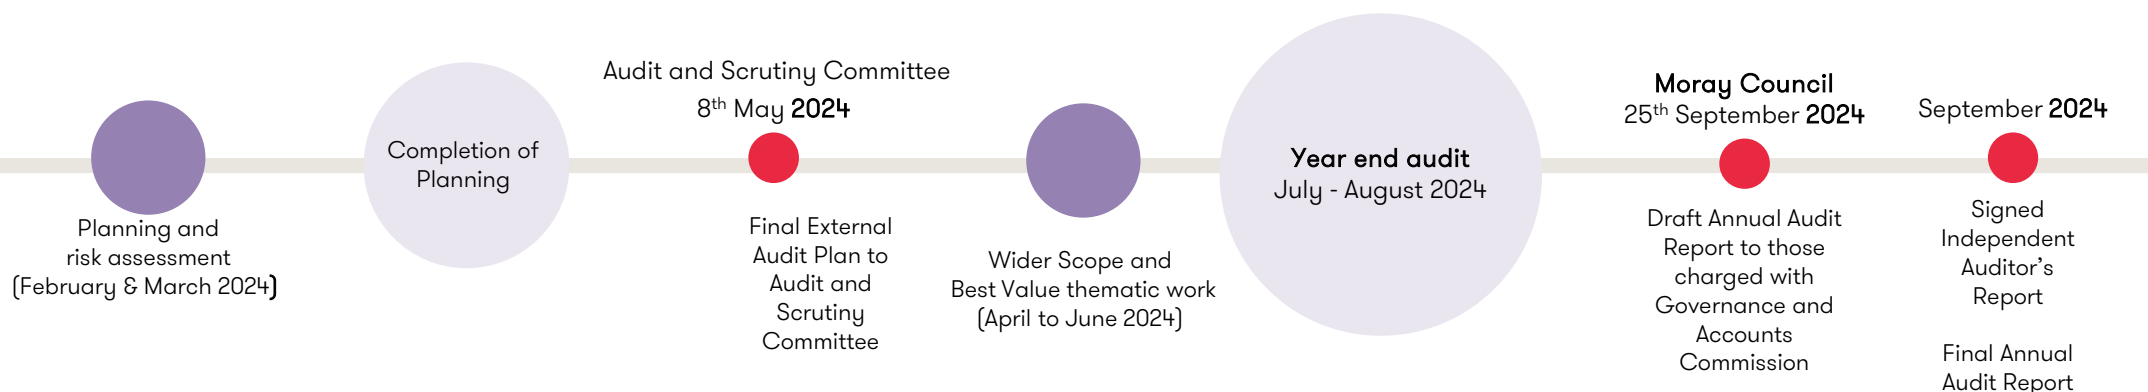 Planning and
risk assessment
(February & March 2024)
Completion of
Planning
Audit and Scrutiny Committee
8th May 2024
Final External
Audit Plan to
Audit and
Scrutiny
Committee
Wider Scope and
Best Value thematic work
(April to June 2024)
Year end audit
July - August 2024
Moray Council
25th September 2024
Draft Annual Audit
Report to those
charged with
Governance and
Accounts
Commission
September 2024
Signed
Independent
Auditor's
Report
Final Annual
Audit Report